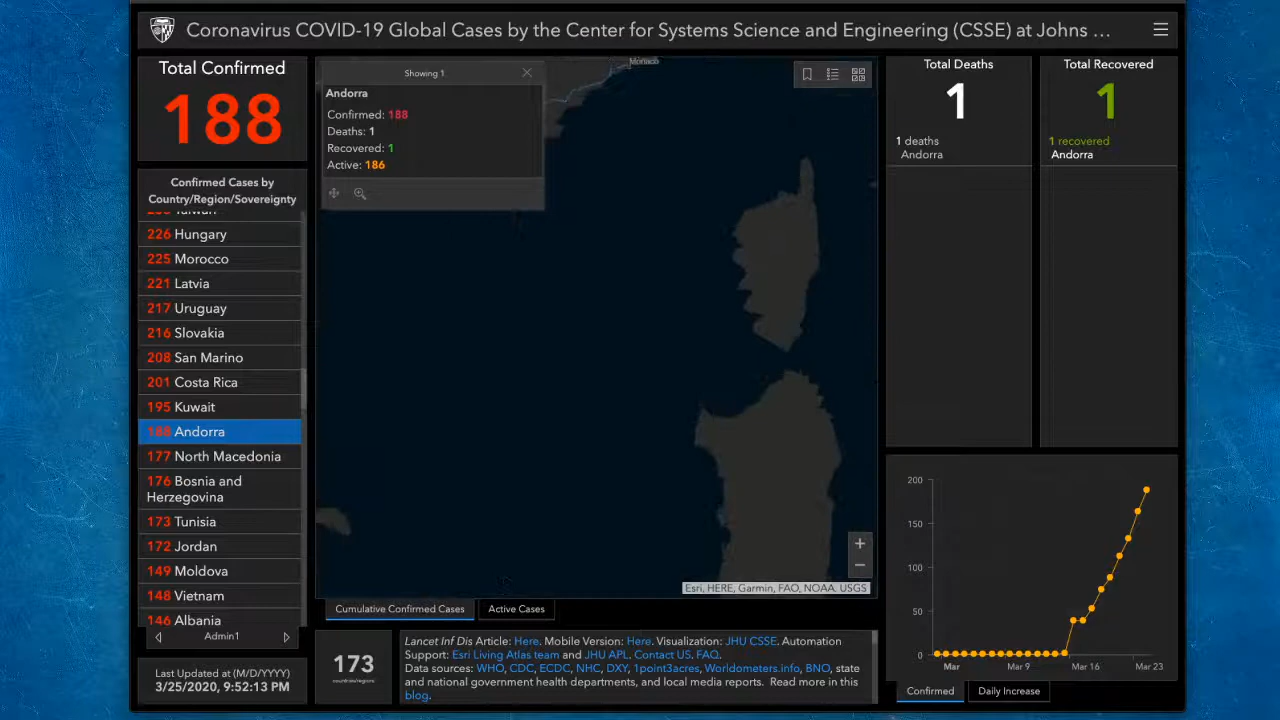 Coronavirus COVID-19 Global Cases by the Center for Systems Science and Engineering (CSSE) at Johns ...
Total Confirmed
188
Confirmed Cases by
Country/Region/Sovereignty
Taiwan
226 Hungary
225 Morocco
221 Latvia
217 Uruguay
216 Slovakia
208 San Marino
201 Costa Rica
195 Kuwait
188 Andorra
177 North Macedonia
176 Bosnia and
Herzegovina
173 Tunisia
172 Jordan
149 Moldova
148 Vietnam
146 Albania
Admin1
Last Updated at (M/D/YYYY)
3/25/2020, 9:52:13 PM
Showing 1
Andorra
Confirmed: 188
Deaths: 1
Recovered: 1
Active: 186
Monaco
+
−
Esri, HERE, Garmin, FAO, NOAA, USGS
Cumulative Confirmed Cases
Active Cases
173
countries/regions
Lancet Inf Dis Article: Here. Mobile Version: Here. Visualization: JHU CSSE. Automation
Support: Esri Living Atlas team and JHU APL. Contact US. FAQ.
Data sources: WHO, CDC, ECDC, NHC, DXY, 1point3acres, Worldometers.info, BNO, state
and national government health departments, and local media reports. Read more in this
blog.
Total Deaths
1
1 deaths
Andorra
Total Recovered
1
1 recovered
Andorra
200
150
100
50
0
Mar
Mar 9
Mar 16
Mar 23
Confirmed
Daily Increase